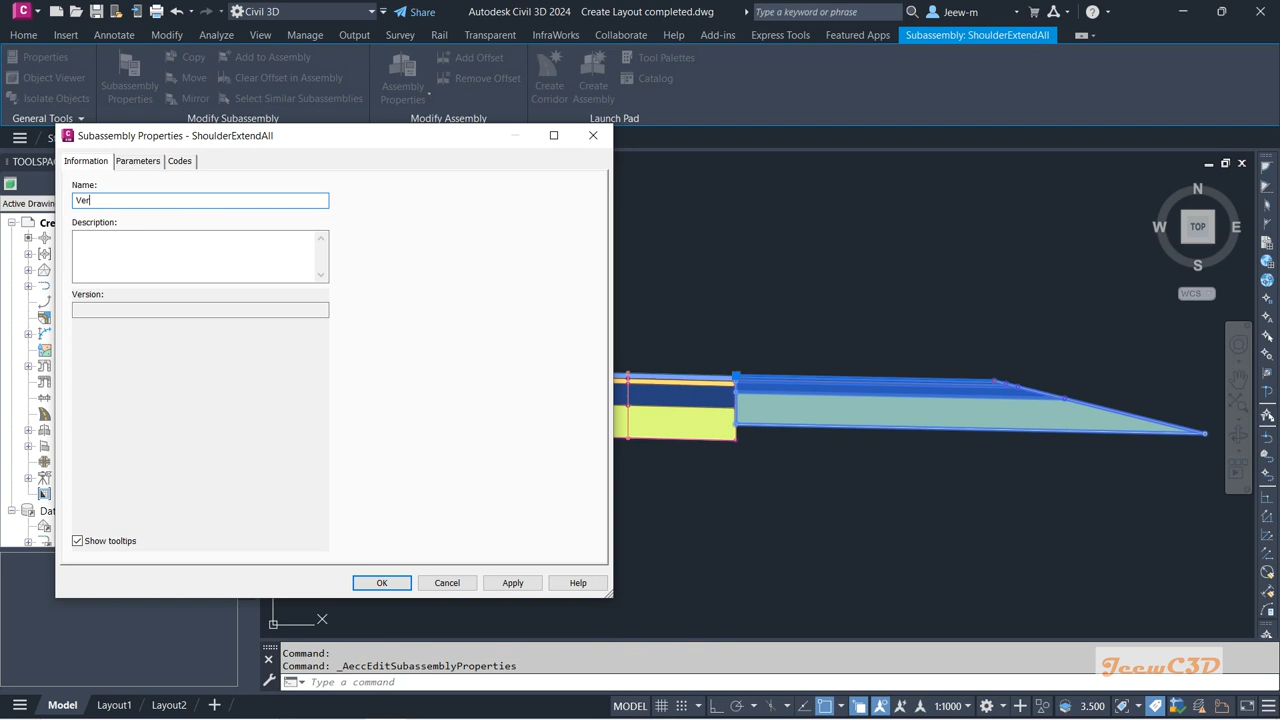 Civil 3D
Share
Autodesk Civil 3D 2024 Create Layout completed.dwg
Type a keyword or phrase
Jeew-m
Home Insert Annotate Modify Analyze View Manage Output Survey Rail Transparent InfraWorks Collaborate Help Add-ins Express Tools Featured Apps Subassembly: ShoulderExtendAll
Properties
Object Viewer
Isolate Objects
General Tools
Subassembly Properties
Copy
Move
Mirror
Add to Assembly
Clear Offset in Assembly
Select Similar Subassemblies
Modify Subassembly
Assembly Properties
Add Offset
Remove Offset
Modify Assembly
Create Corridor
Create Assembly
Tool Palettes
Catalog
Launch Pad
Subassembly Properties - ShoulderExtendAll
TOOLSPA
Information Parameters Codes
Name:
Ver
Active Drawin
Cre
Description:
Version:
Dat
Show tooltips
OK Cancel Apply Help
N
W TOP E
S
WCS
X
Command:
Command: _AeccEditSubassemblyProperties
Type a command
JeewC3D
Model Layout1 Layout2
MODEL
1:1000
3.500